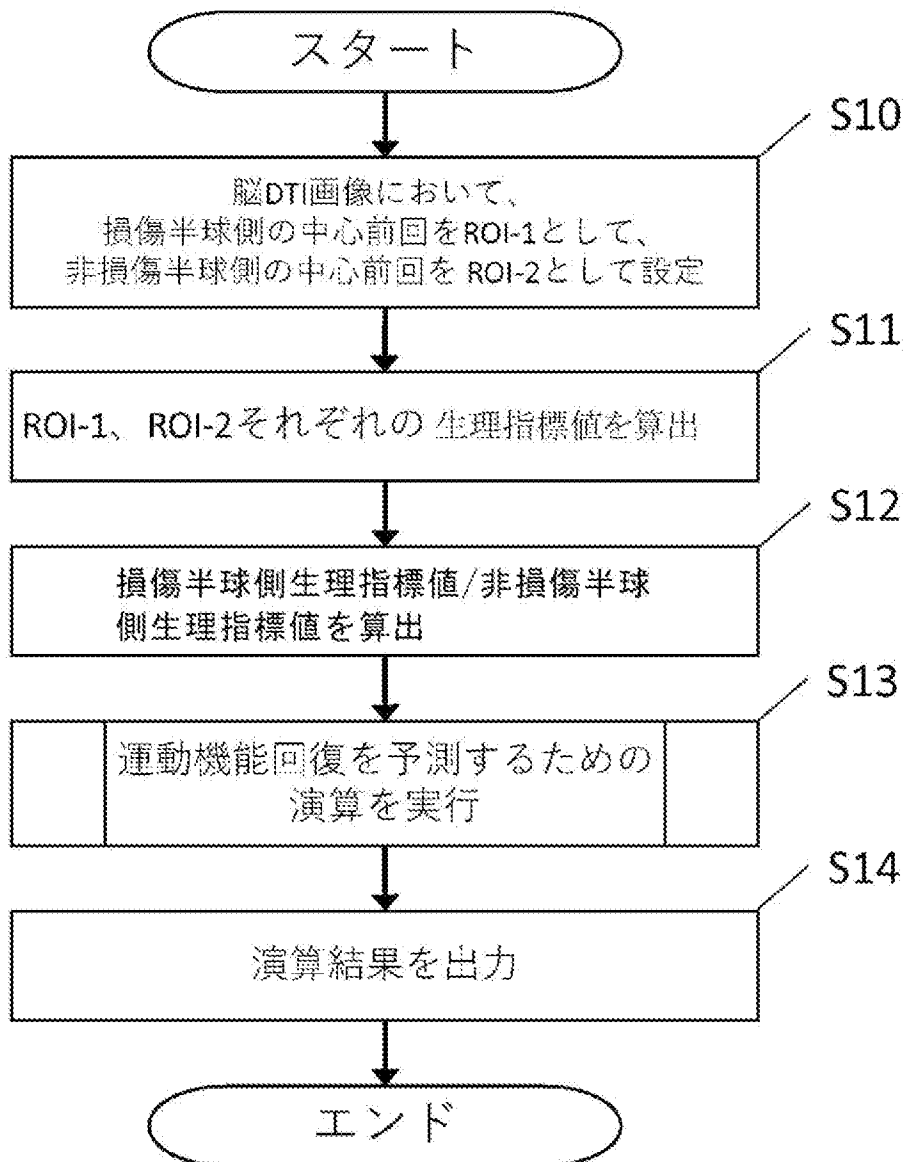 スタート
S10
脳DTI画像において、
損傷半球側の中心前回をROI-1として、
非損傷半球側の中心前回を ROI-2として設定
S11
ROI-1、ROI-2それぞれの 生理指標値を算出
S12
損傷半球側生理指標値/非損傷半球
側生理指標値を算出
S13
運動機能回復を予測するための
演算を実行
S14
演算結果を出力
エンド